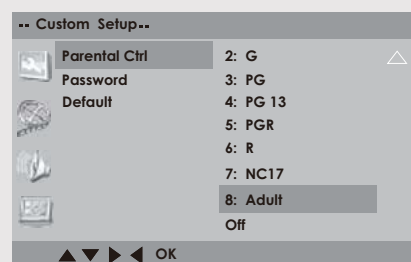 -- Custom Setup--
Parental Ctrl
Password
Default
2: G
3: PG
4: PG 13
5: PGR
6: R
7: NC17
8: Adult
Off
OK